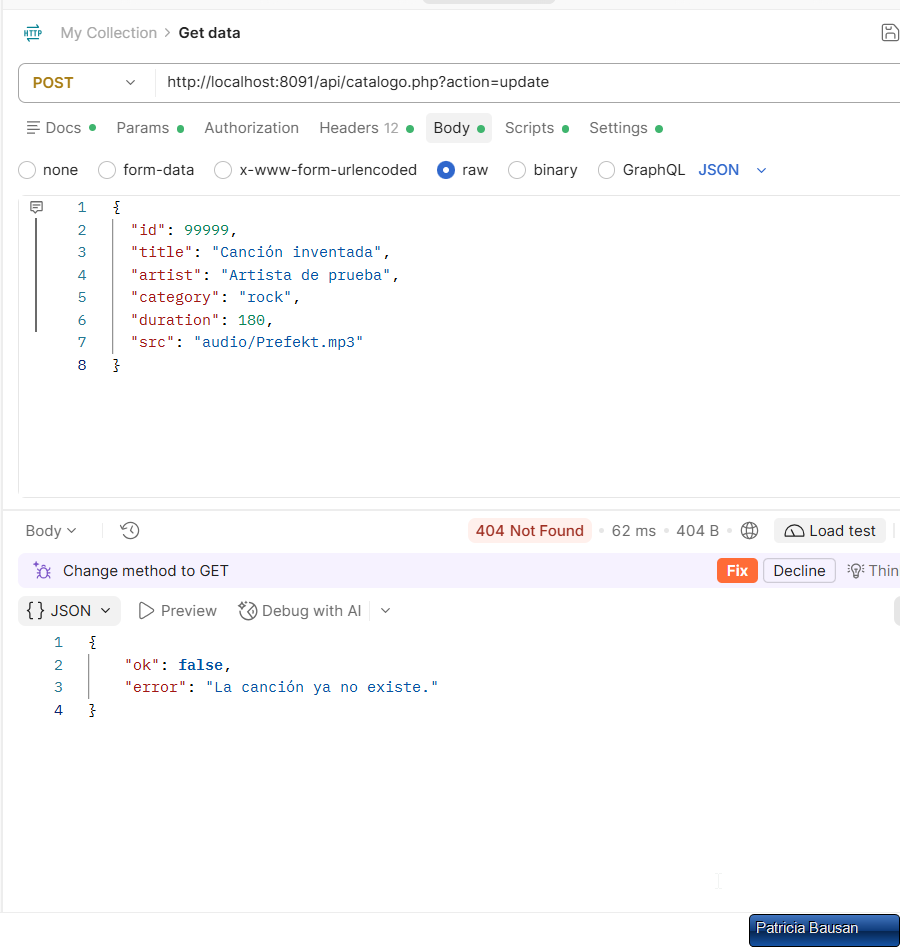 HTTP My Collection > Get data
POST http://localhost:8091/api/catalogo.php?action=update
Docs Params Authorization Headers 12 Body Scripts Settings
none form-data x-www-form-urlencoded raw binary GraphQL JSON
1 {
2 "id": 99999,
3 "title": "Canción inventada",
4 "artist": "Artista de prueba",
5 "category": "rock",
6 "duration": 180,
7 "src": "audio/Prefekt.mp3"
8 }
Body 404 Not Found • 62 ms • 404 B • Load test
Change method to GET Fix Decline Thin
{} JSON Preview Debug with AI
1 {
2 "ok": false,
3 "error": "La canción ya no existe."
4 }
Patricia Bausan